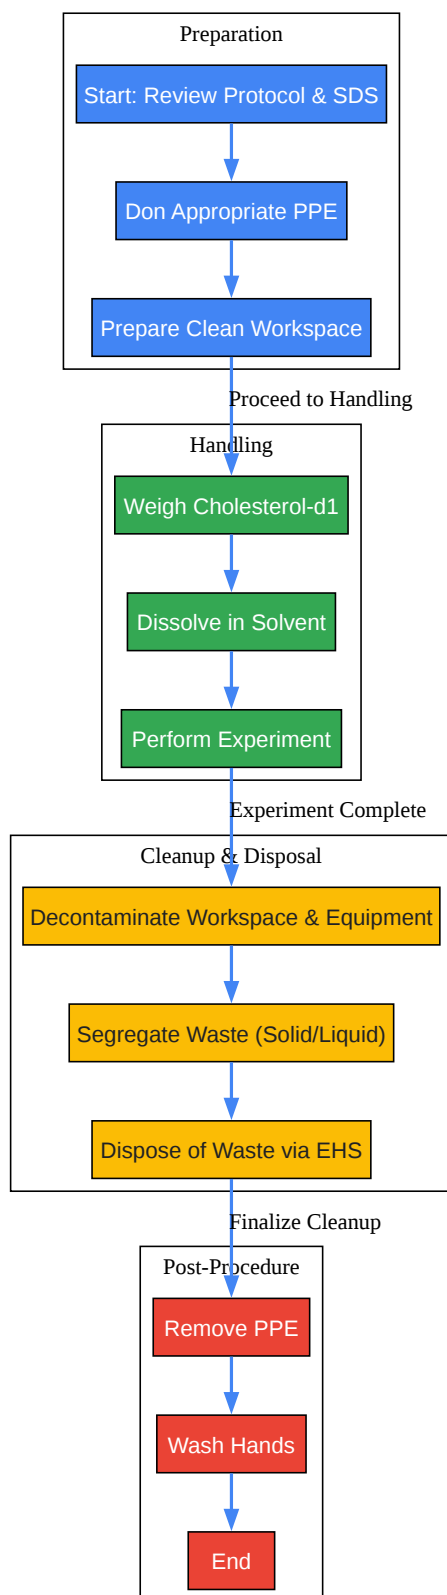 Preparation
Start: Review Protocol & SDS
Don Appropriate PPE
Prepare Clean Workspace
Proceed to Handling
Handling
Weigh Cholesterol-d1
Dissolve in Solvent
Perform Experiment
Experiment Complete
Cleanup & Disposal
Decontaminate Workspace & Equipment
Segregate Waste (Solid/Liquid)
Dispose of Waste via EHS
Finalize Cleanup
Post-Procedure
Remove PPE
Wash Hands
End